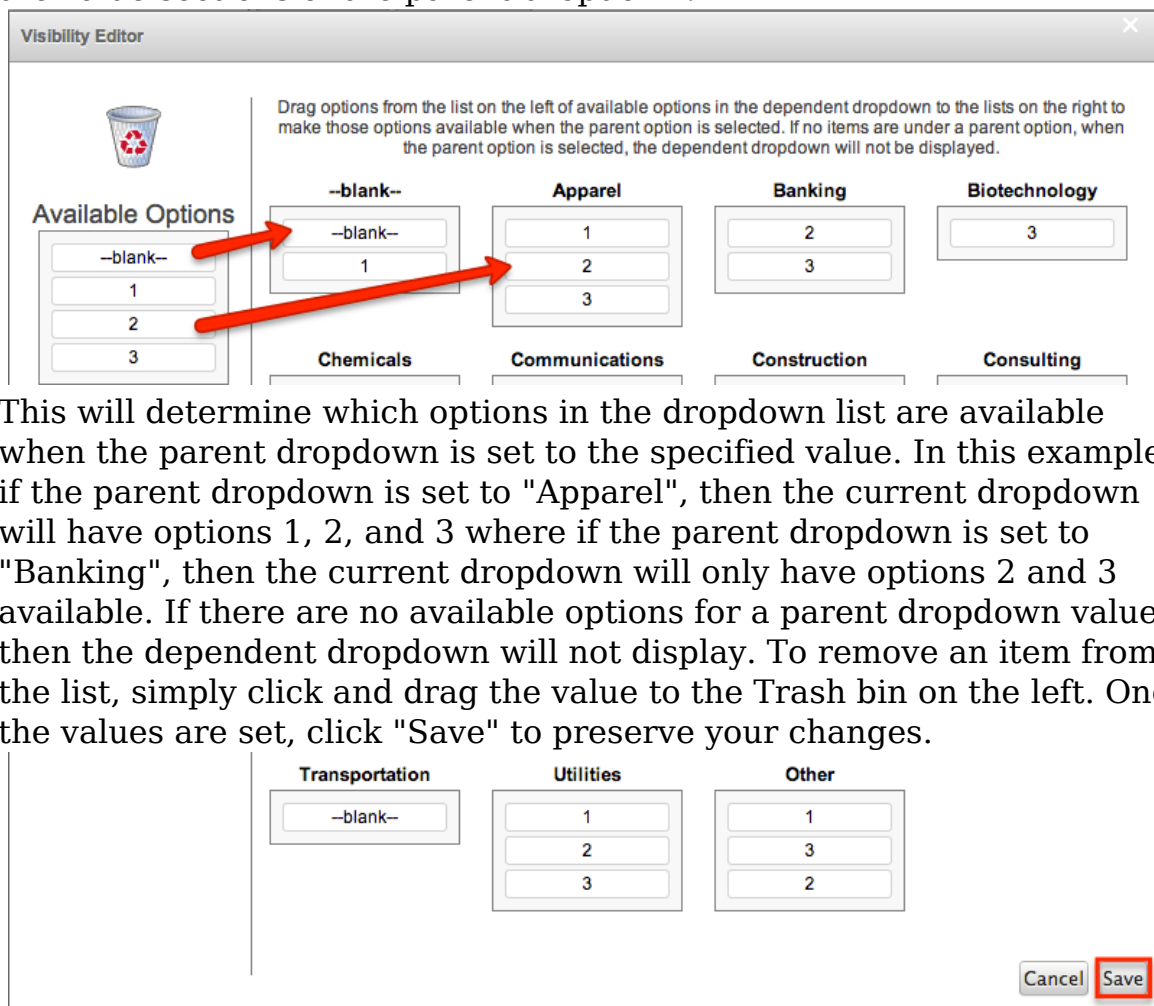 Visibility Editor
Drag options from the list on the left of available options in the dependent dropdown to the lists on the right to
make those options available when the parent option is selected. If no items are under a parent option, when
the parent option is selected, the dependent dropdown will not be displayed.
Available Options
--blank--
1
2
3
--blank--
--blank--
1
Apparel
1
2
3
Banking
2
3
Biotechnology
3
Chemicals
Communications
Construction
Consulting
This will determine which options in the dropdown list are available
when the parent dropdown is set to the specified value. In this example
if the parent dropdown is set to "Apparel", then the current dropdown
will have options 1, 2, and 3 where if the parent dropdown is set to
"Banking", then the current dropdown will only have options 2 and 3
available. If there are no available options for a parent dropdown value
then the dependent dropdown will not display. To remove an item from
the list, simply click and drag the value to the Trash bin on the left.
the values are set, click "Save" to preserve your changes.
Transportation
--blank--
Utilities
1
2
3
Other
1
3
2
Cancel
Save